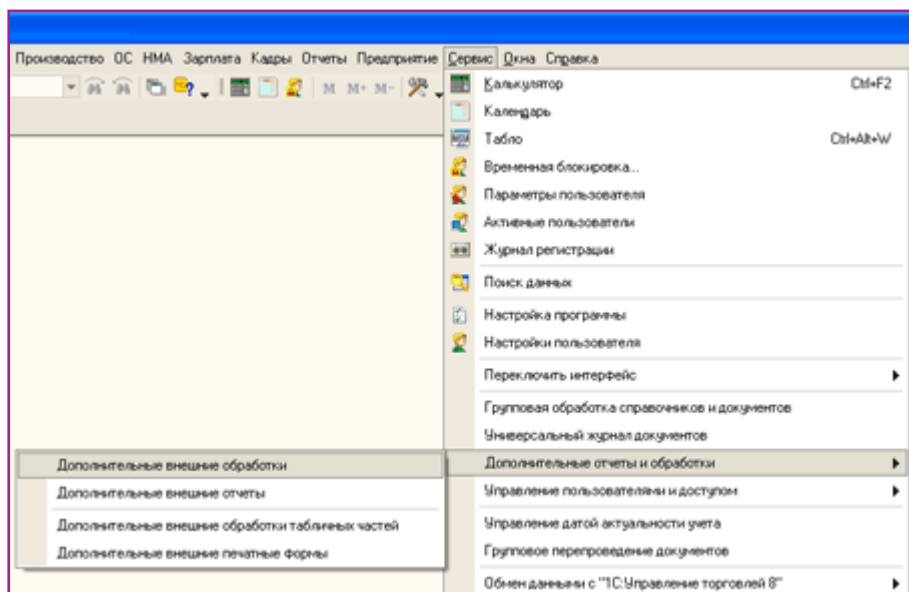 Производство ОС НМА Зарплата Кадры Отчеты Предприятие Сервис Окна Справка
М М+ М-
Калькулятор Ctrl+F2
Календарь
Табло Ctrl+Alt+W
Временная блокировка...
Параметры пользователя
Активные пользователи
Журнал регистрации
Поиск данных
Настройка программы
Настройки пользователя
Переключить интерфейс
Групповая обработка справочников и документов
Универсальный журнал документов
Дополнительные отчеты и обработки
Управление пользователями и доступом
Управление датой актуальности учета
Групповое перепроведение документов
Обмен данными с "1С:Управление торговлей 8"
Дополнительные внешние обработки
Дополнительные внешние отчеты
Дополнительные внешние обработки табличных частей
Дополнительные внешние печатные формы